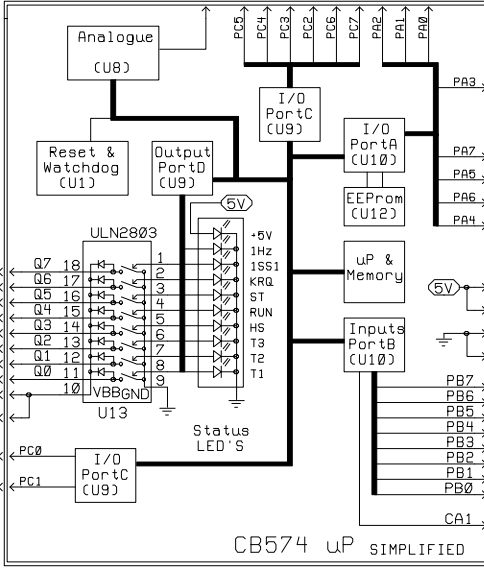 PC5
PC4
PC3
PC2
PC6
PC7
PA2
PA1
PA0
Analogue
(U8)
I/O
PortC
(U9)
PA3
I/O
PortA
(U10)
Reset &
Watchdog
(U1)
Output
PortD
(U9)
PA7
PA5
PA6
PA4
EEProm
(U12)
5V
ULN2803
+5V
1Hz
1SS1
KRQ
ST
RUN
HS
T3
T2
T1
uP &
Memory
5V
Q7 18 1
Q6 17 2
Q5 16 3
Q4 15 4
Q3 14 5
Q2 13 6
Q1 12 7
Q0 11 8
10 VBB GND 9
U13
Inputs
PortB
(U10)
PB7
PB6
PB5
PB4
PB3
PB2
PB1
PB0
CA1
Status
LED'S
PC0
PC1
I/O
PortC
(U9)
CB574 uP SIMPLIFIED